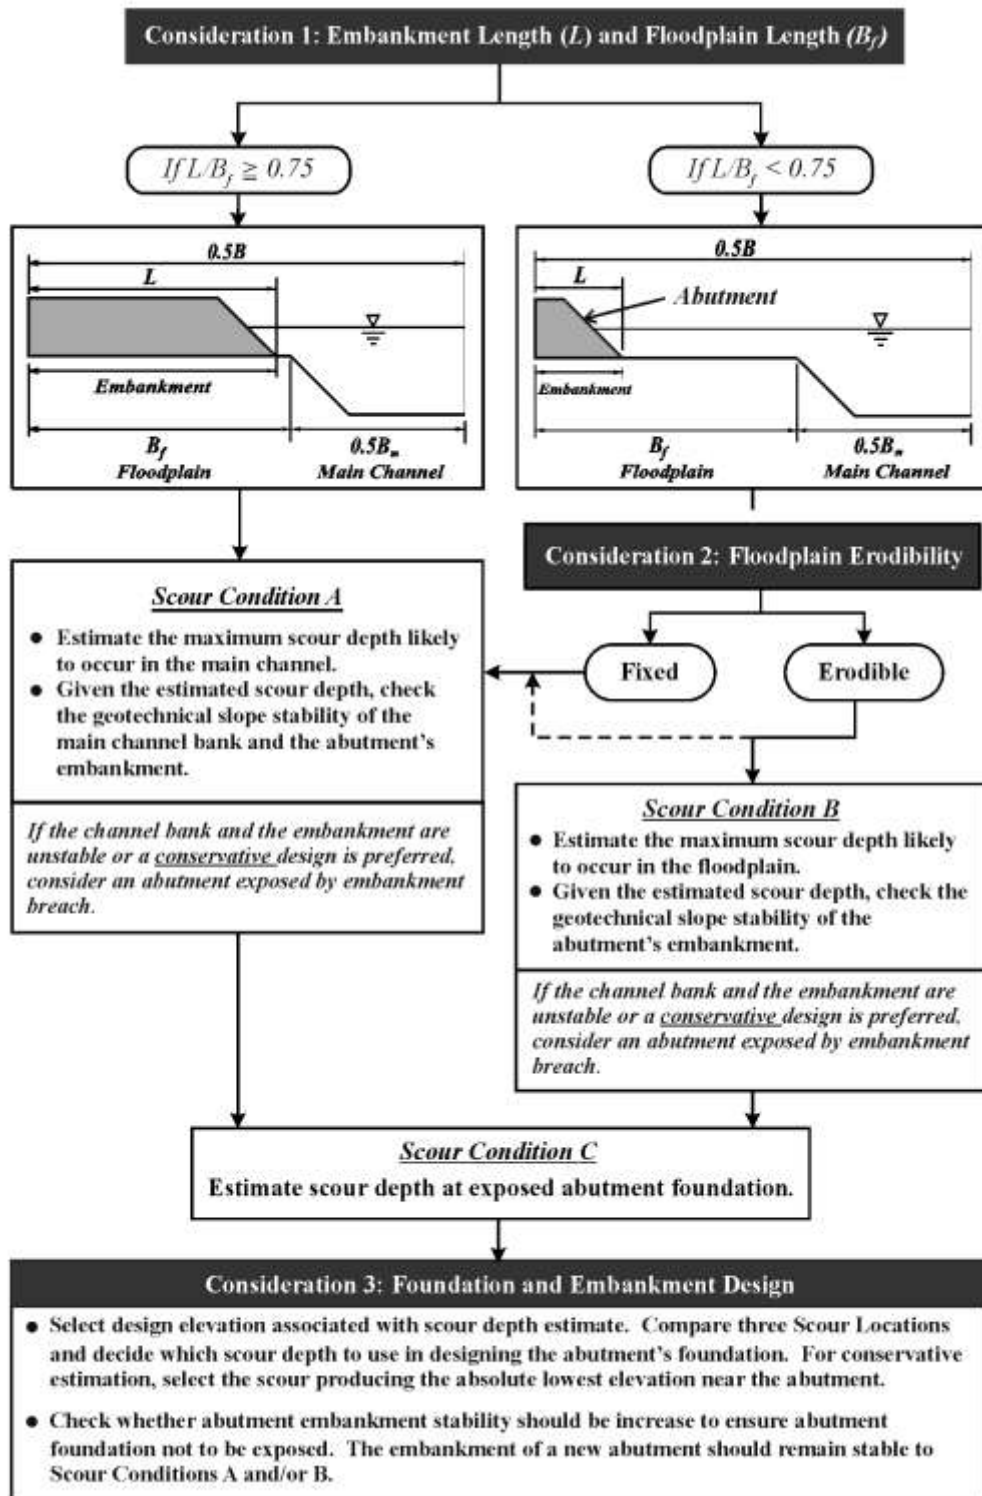 Consideration 1: Embankment Length (L) and Floodplain Length (B_f)
If L/B_f ≧ 0.75
If L/B_f < 0.75
0.5B
L
Embankment
B_f
Floodplain
0.5B_m
Main Channel
0.5B
L
Abutment
Embankment
B_f
Floodplain
0.5B_m
Main Channel
Consideration 2: Floodplain Erodibility
Fixed
Erodible
Scour Condition A
● Estimate the maximum scour depth likely
to occur in the main channel.
● Given the estimated scour depth, check
the geotechnical slope stability of the
main channel bank and the abutment's
embankment.
If the channel bank and the embankment are
unstable or a conservative design is preferred,
consider an abutment exposed by embankment
breach.
Scour Condition B
● Estimate the maximum scour depth likely
to occur in the floodplain.
● Given the estimated scour depth, check the
geotechnical slope stability of the
abutment's embankment.
If the channel bank and the embankment are
unstable or a conservative design is preferred,
consider an abutment exposed by embankment
breach.
Scour Condition C
Estimate scour depth at exposed abutment foundation.
Consideration 3: Foundation and Embankment Design
● Select design elevation associated with scour depth estimate. Compare three Scour Locations
and decide which scour depth to use in designing the abutment's foundation. For conservative
estimation, select the scour producing the absolute lowest elevation near the abutment.
● Check whether abutment embankment stability should be increase to ensure abutment
foundation not to be exposed. The embankment of a new abutment should remain stable to
Scour Conditions A and/or B.